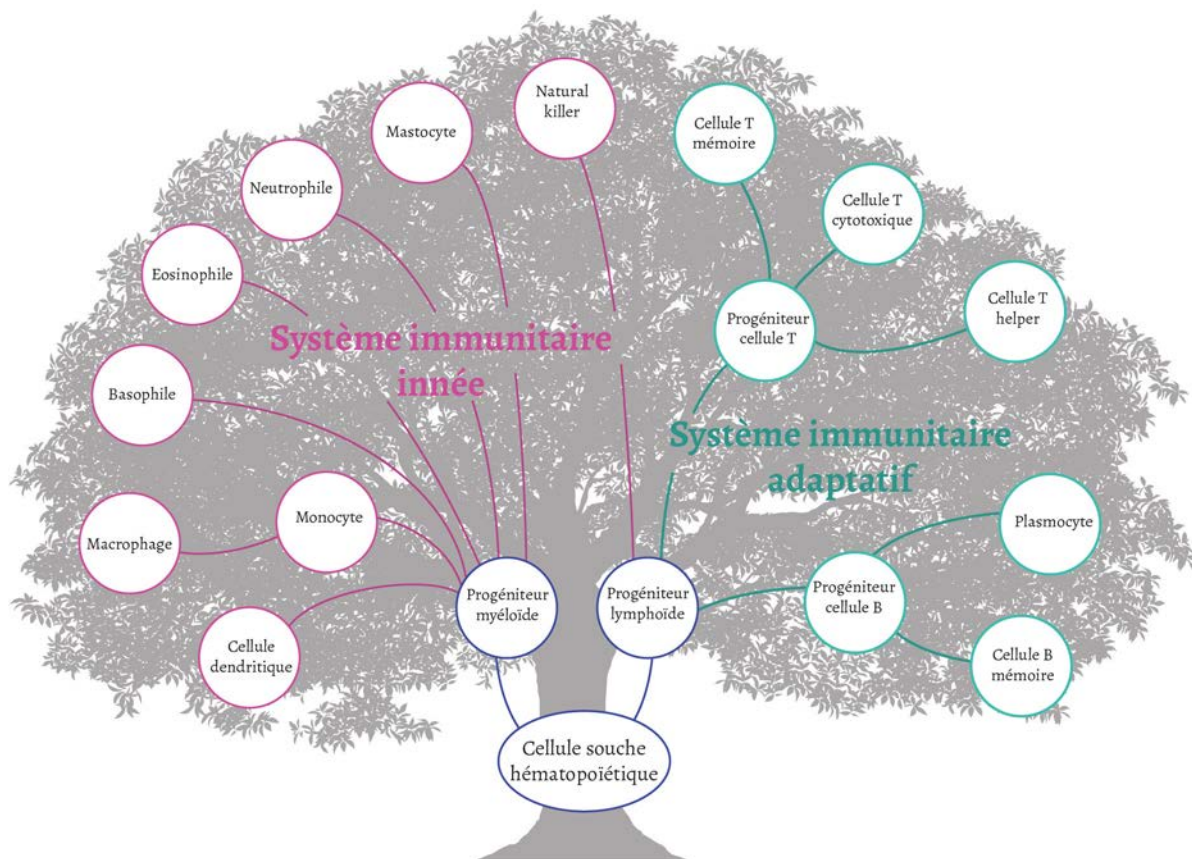 Natural
killer
Mastocyte
Cellule T
mémoire
Neutrophile
Cellule T
cytotoxique
Eosinophile
Cellule T
helper
Progéniteur
cellule T
Système immunitaire
innée
Basophile
Système immunitaire
adaptatif
Monocyte
Plasmocyte
Macrophage
Progéniteur
myéloïde
Progéniteur
lymphoïde
Progéniteur
cellule B
Cellule
dendritique
Cellule B
mémoire
Cellule souche
hématopoïétique